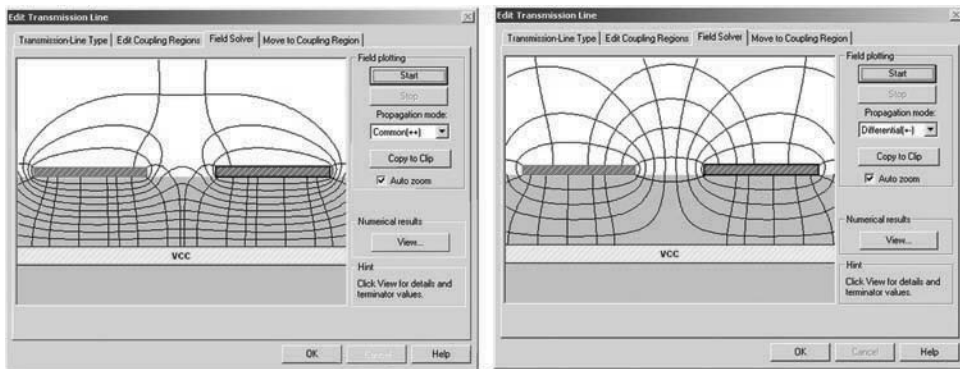 Edit Transmission Line
Transmission-Line Type Edit Coupling Regions Field Solver Move to Coupling Region
Field plotting
Start
Stop
Propagation mode:
Common(++)
Copy to Clip
Auto zoom
Numerical results
View...
VCC
Hint
Click View for details and
terminator values.
OK Cancel Help
Edit Transmission Line
Transmission-Line Type Edit Coupling Regions Field Solver Move to Coupling Region
Field plotting
Start
Stop
Propagation mode:
Differential(+-)
Copy to Clip
Auto zoom
Numerical results
View...
VCC
Hint
Click View for details and
terminator values.
OK Cancel Help